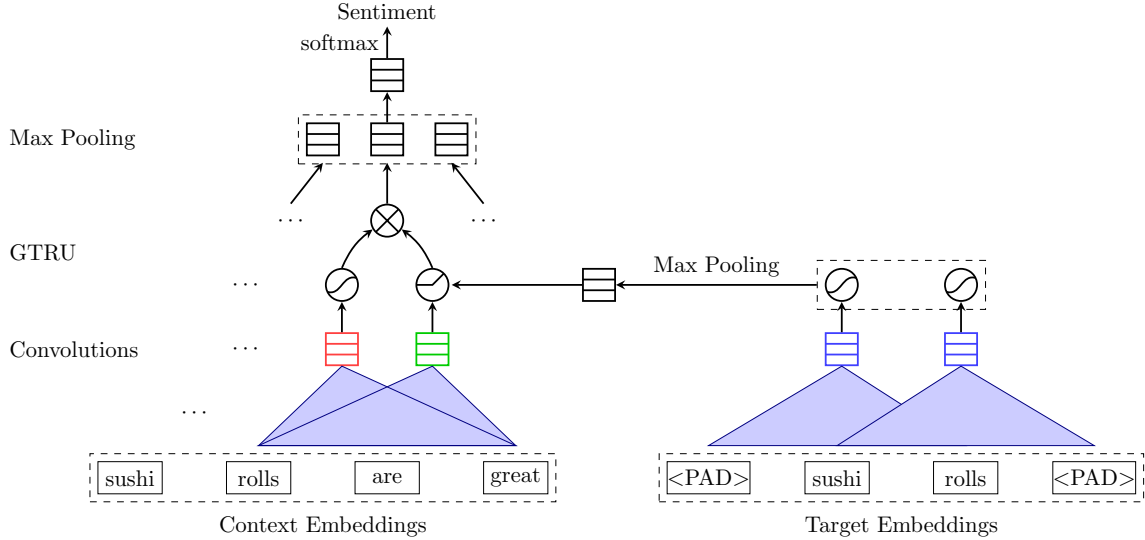 Sentiment
softmax
Max Pooling
... ...
GTRU
Max Pooling
...
Convolutions
...
...
sushi rolls are great
<PAD> sushi rolls <PAD>
Context Embeddings
Target Embeddings